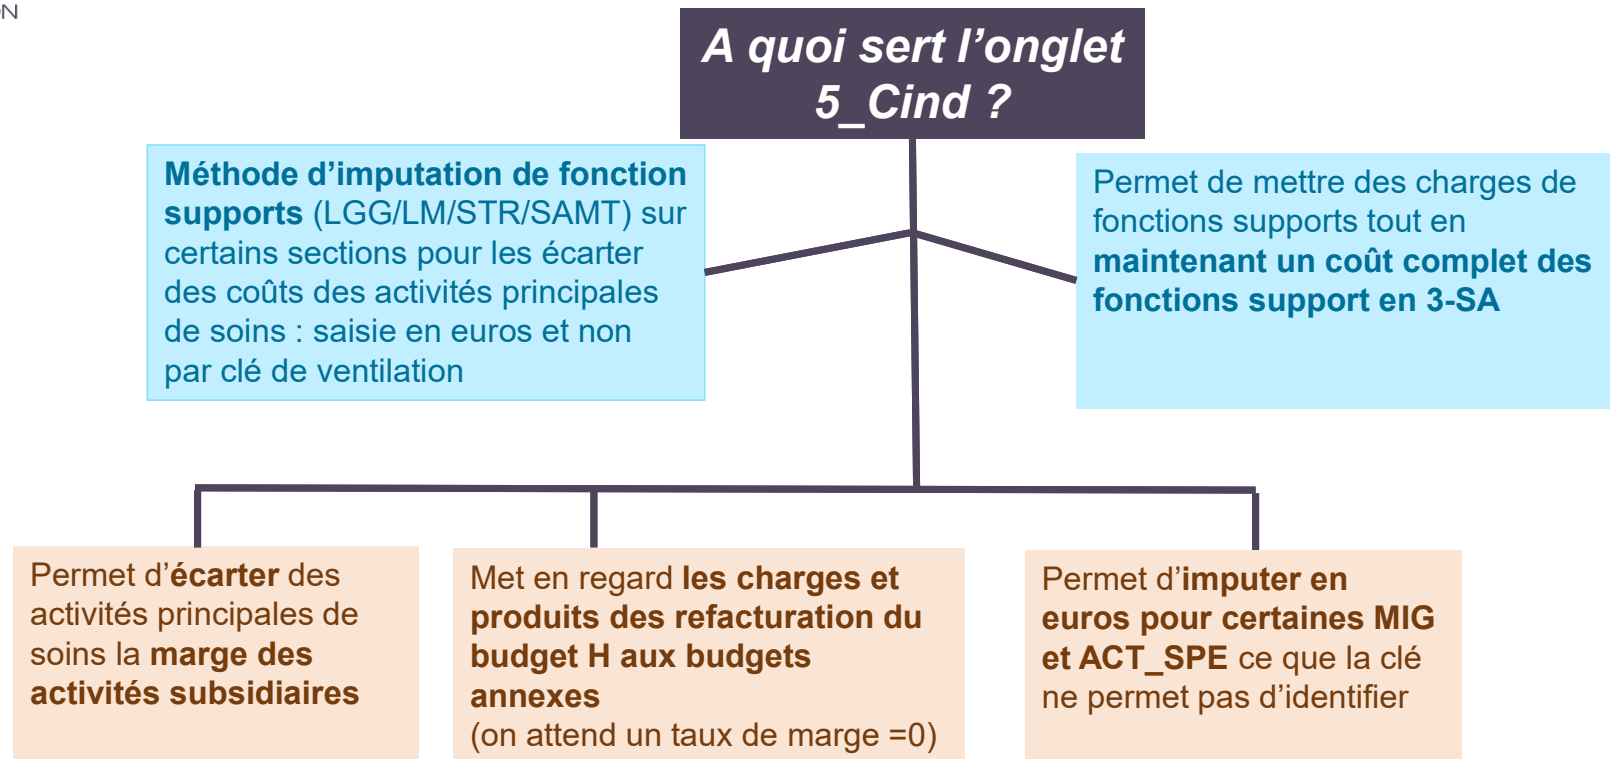 ON
A quoi sert l’onglet
5_Cind ?
Méthode d’imputation de fonction
supports (LGG/LM/STR/SAMT) sur
certains sections pour les écarter
des coûts des activités principales
de soins : saisie en euros et non
par clé de ventilation
Permet de mettre des charges de
fonctions supports tout en
maintenant un coût complet des
fonctions support en 3-SA
Permet d’écarter des
activités principales de
soins la marge des
activités subsidiaires
Met en regard les charges et
produits des refacturation du
budget H aux budgets
annexes
(on attend un taux de marge =0)
Permet d’imputer en
euros pour certaines MIG
et ACT_SPE ce que la clé
ne permet pas d’identifier